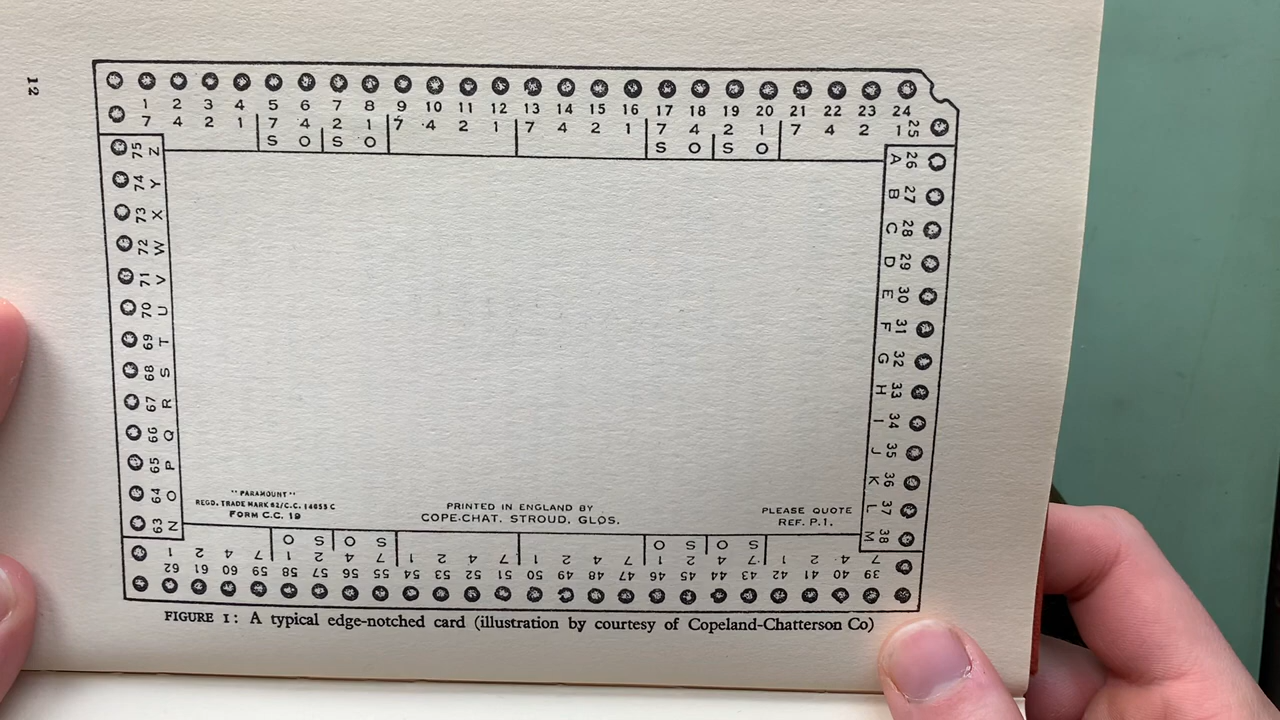 12
1 2 3 4 5 6 7 8 9 10 11 12 13 14 15 16 17 18 19 20 21 22 23 24
7 4 2 1 7 4 2 1 7 4 2 1 7 4 2 1 7 4 2 1 7 4 2 1
S O S O S O S O
25
26 27 28 29 30 31 32 33 34 35 36 37 38
A B C D E F G H I J K L M
39 40 41 42 43 44 45 46 47 48 49 50 51 52 53 54 55 56 57 58 59 60 61 62
7 4 2 1 7 4 2 1 7 4 2 1 7 4 2 1 7 4 2 1 7 4 2 1
S O S O S O S O
63 64 65 66 67 68 69 70 71 72 73 74 75
N O P Q R S T U V W X Y Z
"PARAMOUNT"
REGD. TRADE MARK 62/C.C. 14655 C
FORM C.C. 19
PRINTED IN ENGLAND BY
COPE-CHAT. STROUD, GLOS.
PLEASE QUOTE
REF. P.1.
FIGURE 1: A typical edge-notched card (illustration by courtesy of Copeland-Chatterson Co)